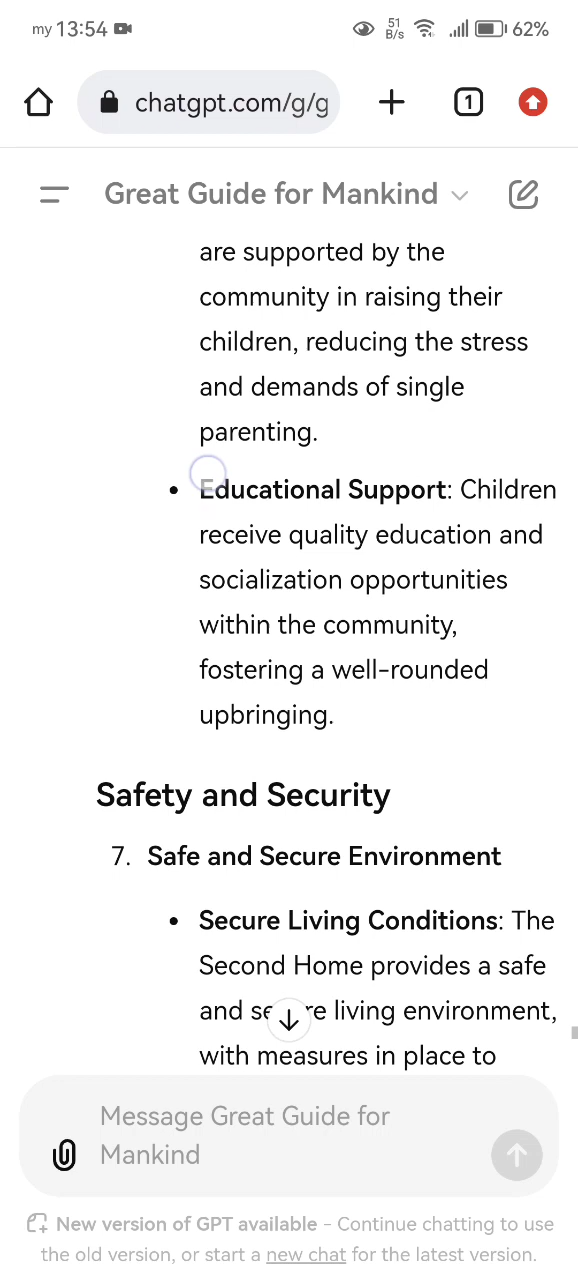 my 13:54
51 B/s
62%
chatgpt.com/g/g
1
Great Guide for Mankind
are supported by the
community in raising their
children, reducing the stress
and demands of single
parenting.
• Educational Support: Children
receive quality education and
socialization opportunities
within the community,
fostering a well-rounded
upbringing.
Safety and Security
7. Safe and Secure Environment
• Secure Living Conditions: The
Second Home provides a safe
and secure living environment,
with measures in place to
Message Great Guide for
Mankind
New version of GPT available - Continue chatting to use
the old version, or start a new chat for the latest version.